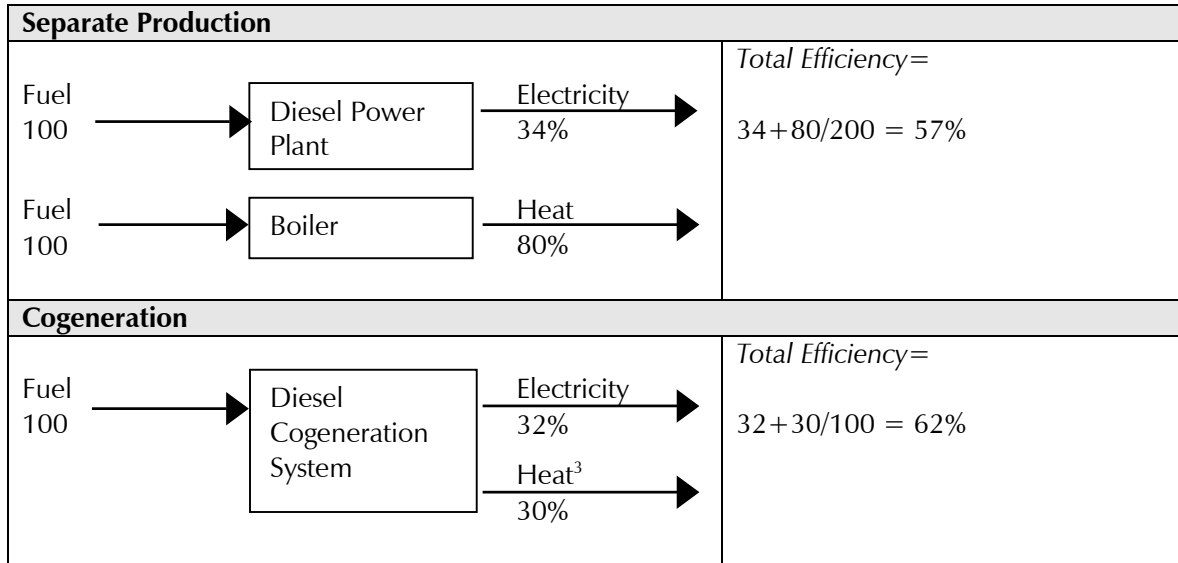 Separate Production
Fuel
100
Diesel Power
Plant
Electricity
34%
Total Efficiency=
34+80/200 = 57%
Fuel
100
Boiler
Heat
80%
Cogeneration
Fuel
100
Diesel
Cogeneration
System
Electricity
32%
Heat³
30%
Total Efficiency=
32+30/100 = 62%